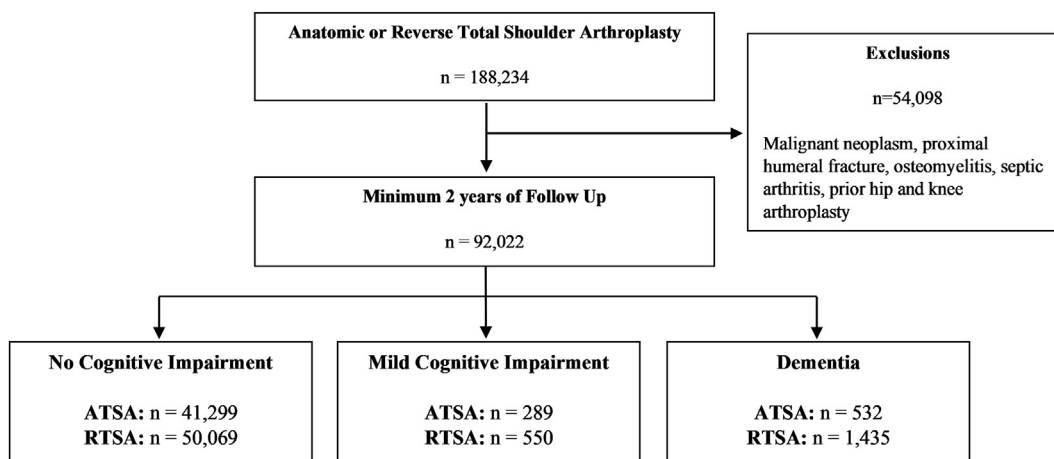 Anatomic or Reverse Total Shoulder Arthroplasty
n = 188,234
Exclusions
n=54,098
Malignant neoplasm, proximal
humeral fracture, osteomyelitis, septic
arthritis, prior hip and knee
arthroplasty
Minimum 2 years of Follow Up
n = 92,022
No Cognitive Impairment
ATSA: n = 41,299
RTSA: n = 50,069
Mild Cognitive Impairment
ATSA: n = 289
RTSA: n = 550
Dementia
ATSA: n = 532
RTSA: n = 1,435